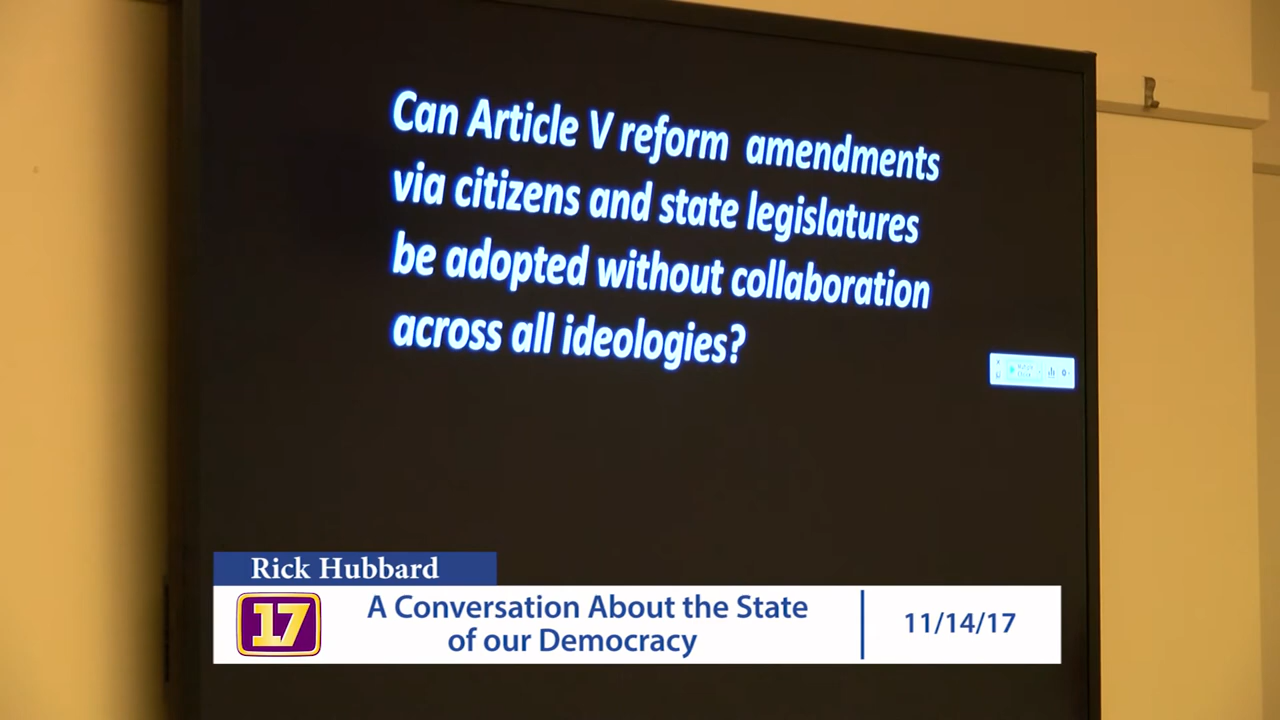 Can Article V reform amendments
via citizens and state legislatures
be adopted without collaboration
across all ideologies?
Rick Hubbard
17
A Conversation About the State
of our Democracy
11/14/17